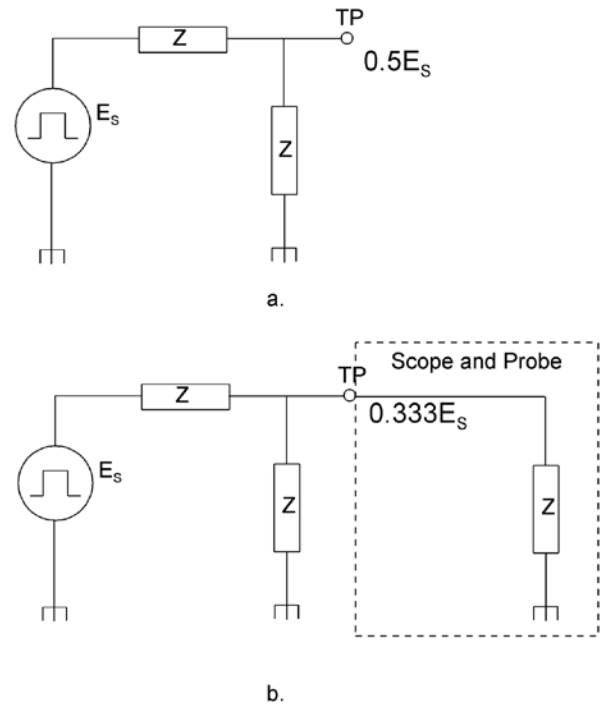 TP
Z
0.5E_S
E_S
Z
a.
Scope and Probe
TP
Z
0.333E_S
E_S
Z
Z
b.